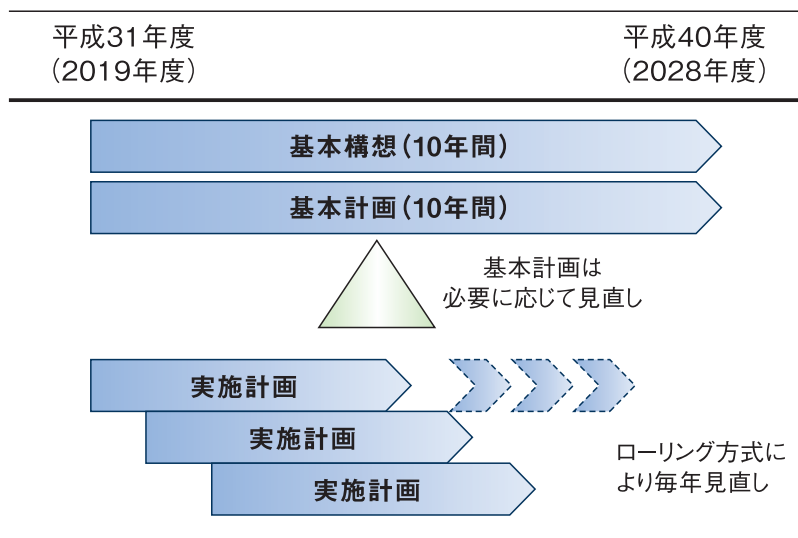 平成31年度
(2019年度)
平成40年度
(2028年度)
基本構想(10年間)
基本計画(10年間)
基本計画は
必要に応じて見直し
実施計画
実施計画
実施計画
ローリング方式に
より毎年見直し